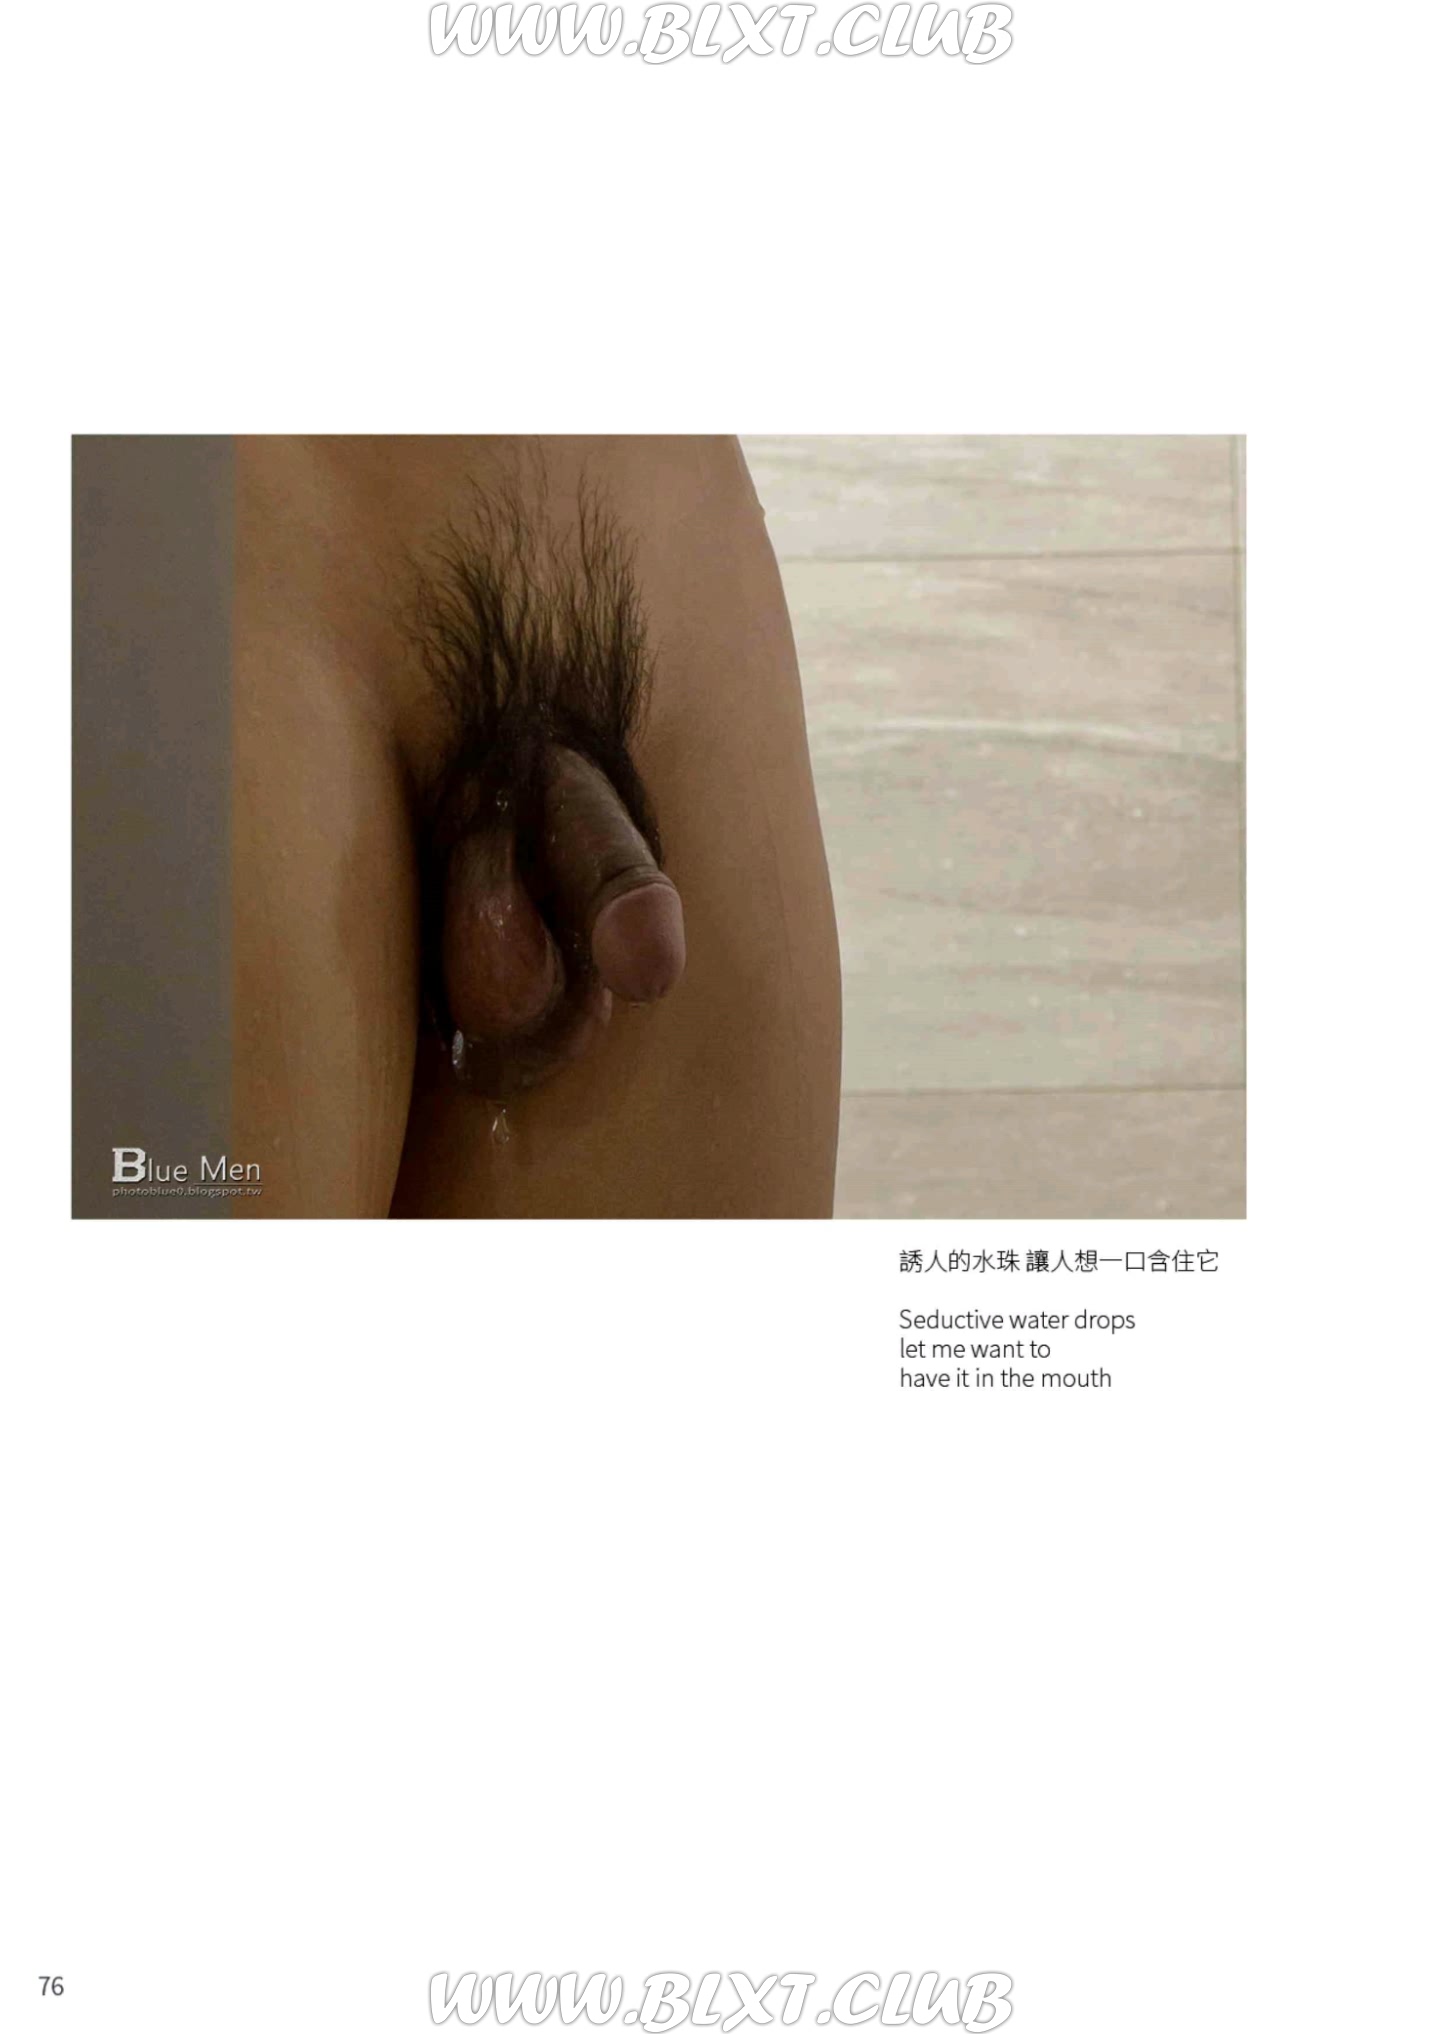 WWW.BLXT.CLUB
Blue Men
photoblue0.blogspot.tw
誘人的水珠 讓人想一口含住它
Seductive water drops
let me want to
have it in the mouth
76
WWW.BLXT.CLUB